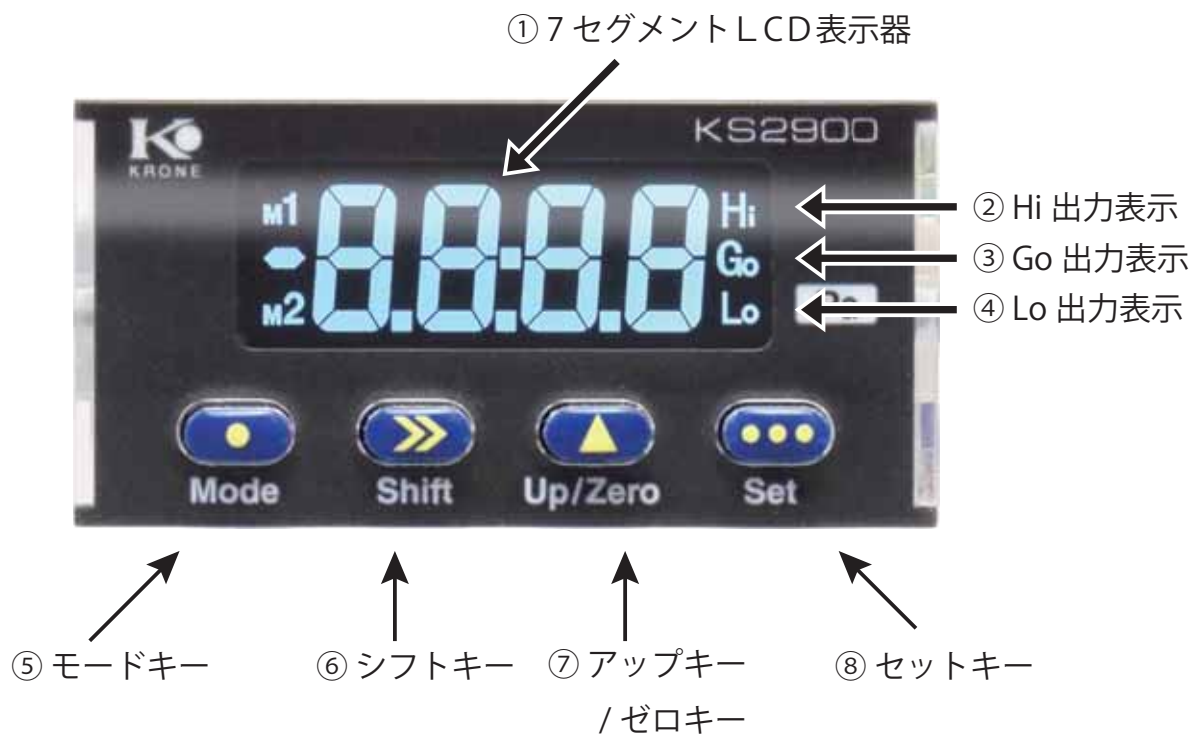 ① 7 セグメントＬＣＤ表示器
KRONE
KS2900
M1
8.8.8.8
Hi
② Hi 出力表示
Go
③ Go 出力表示
M2
Lo
④ Lo 出力表示
Mode
Shift
Up/Zero
Set
⑤ モードキー
⑥ シフトキー
⑦ アップキー
/ ゼロキー
⑧ セットキー